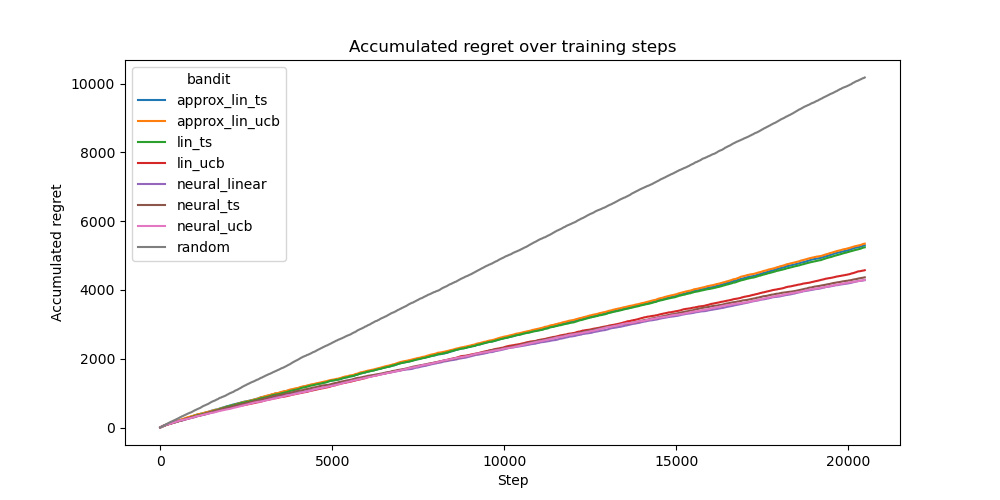 Accumulated regret over training steps
bandit
approx_lin_ts
approx_lin_ucb
lin_ts
lin_ucb
neural_linear
neural_ts
neural_ucb
random
Accumulated regret
10000
8000
6000
4000
2000
0
0 5000 10000 15000 20000
Step